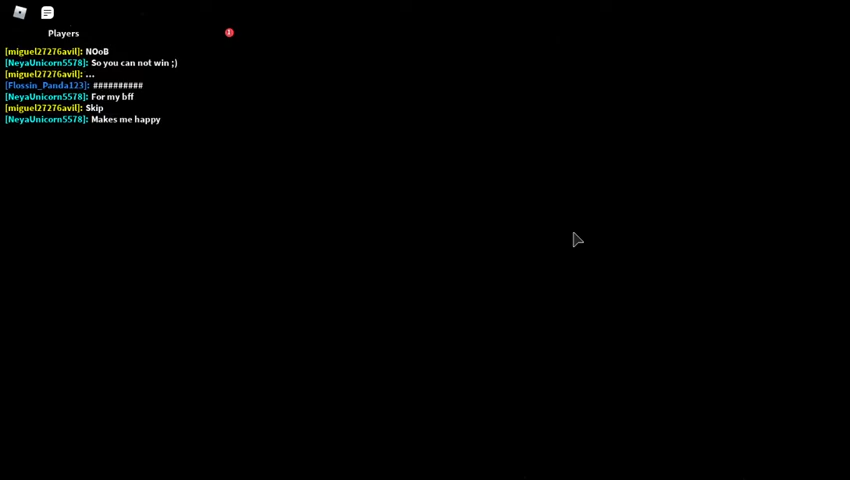 Players
1
[miguel27276avil]: NOoB
[NeyaUnicorn5578]: So you can not win ;)
[miguel27276avil]: ...
[Flossin_Panda123]: ##########
[NeyaUnicorn5578]: For my bff
[miguel27276avil]: Skip
[NeyaUnicorn5578]: Makes me happy